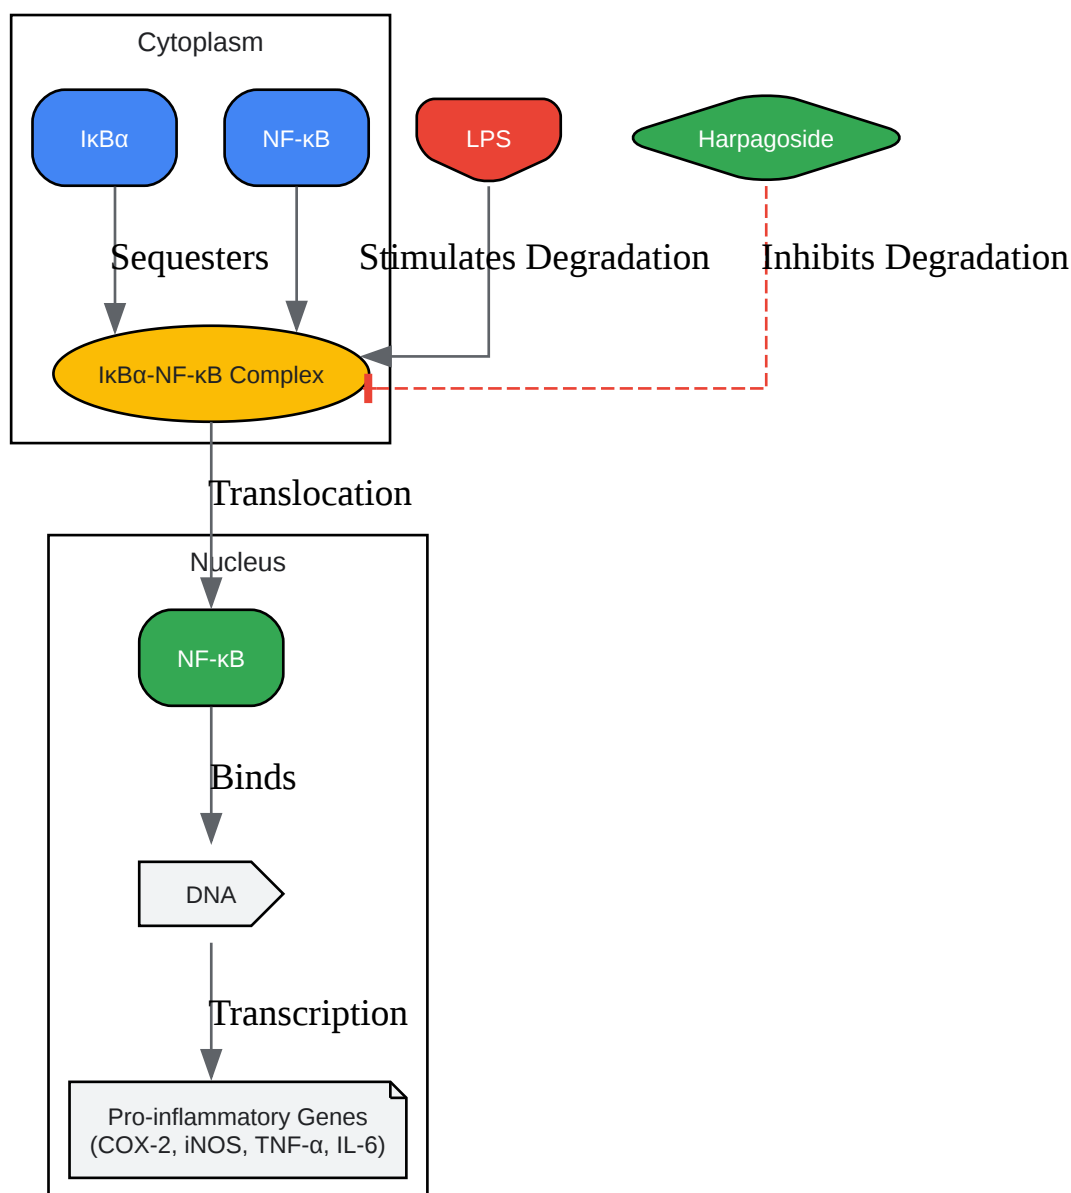 Cytoplasm
IκBα
NF-κB
LPS
Harpagoside
Sequesters
Stimulates Degradation
Inhibits Degradation
IκBα-NF-κB Complex
Translocation
Nucleus
NF-κB
Binds
DNA
Transcription
Pro-inflammatory Genes
(COX-2, iNOS, TNF-α, IL-6)